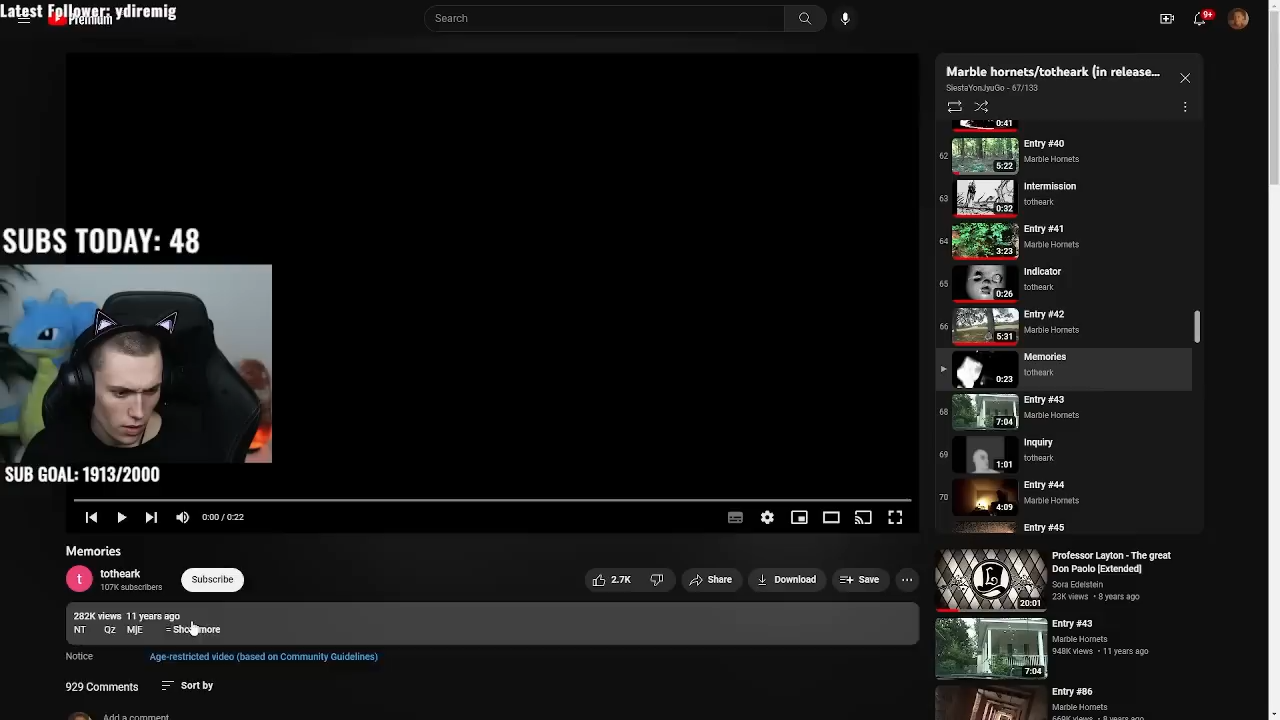 Latest Follower: ydiremig
Premium
Search
9+
Marble hornets/totheark (in release...
SiestaYonJyuGo - 67/133
0:41
62
5:22
Entry #40
Marble Hornets
63
0:32
Intermission
totheark
64
3:23
Entry #41
Marble Hornets
65
0:26
Indicator
totheark
66
5:31
Entry #42
Marble Hornets
0:23
Memories
totheark
68
7:04
Entry #43
Marble Hornets
69
1:01
Inquiry
totheark
70
4:09
Entry #44
Marble Hornets
Entry #45
SUBS TODAY: 48
SUB GOAL: 1913/2000
0:00 / 0:22
Memories
t
totheark
107K subscribers
Subscribe
2.7K
Share
Download
Save
282K views 11 years ago
NT Qz MjE = Show more
Notice
Age-restricted video (based on Community Guidelines)
929 Comments
Sort by
Add a comment
20:01
Professor Layton - The great
Don Paolo [Extended]
Sora Edelstein
23K views • 8 years ago
7:04
Entry #43
Marble Hornets
948K views • 11 years ago
Entry #86
Marble Hornets